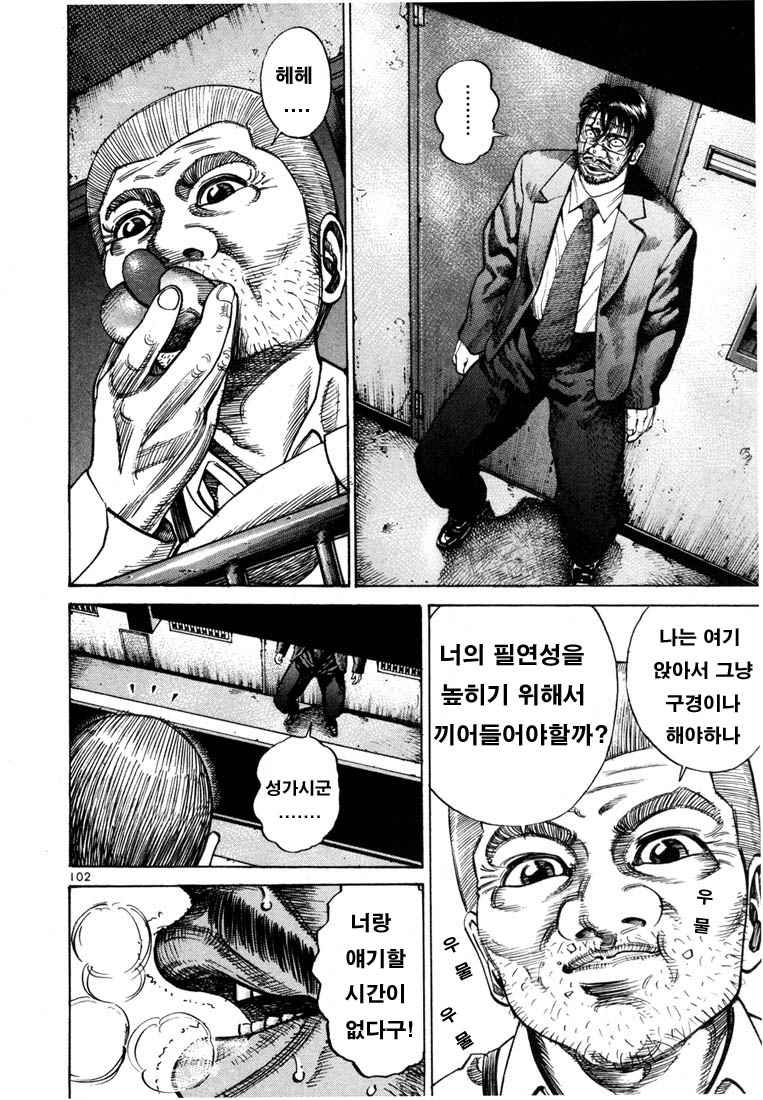 ........
헤헤
....
나는 여기
앉아서 그냥
구경이나
해야하나
너의 필연성을
높히기 위해서
끼어들어야할까?
우
물
우
물
우
물
성가시군
.......
너랑
얘기할
시간이
없다구!
102